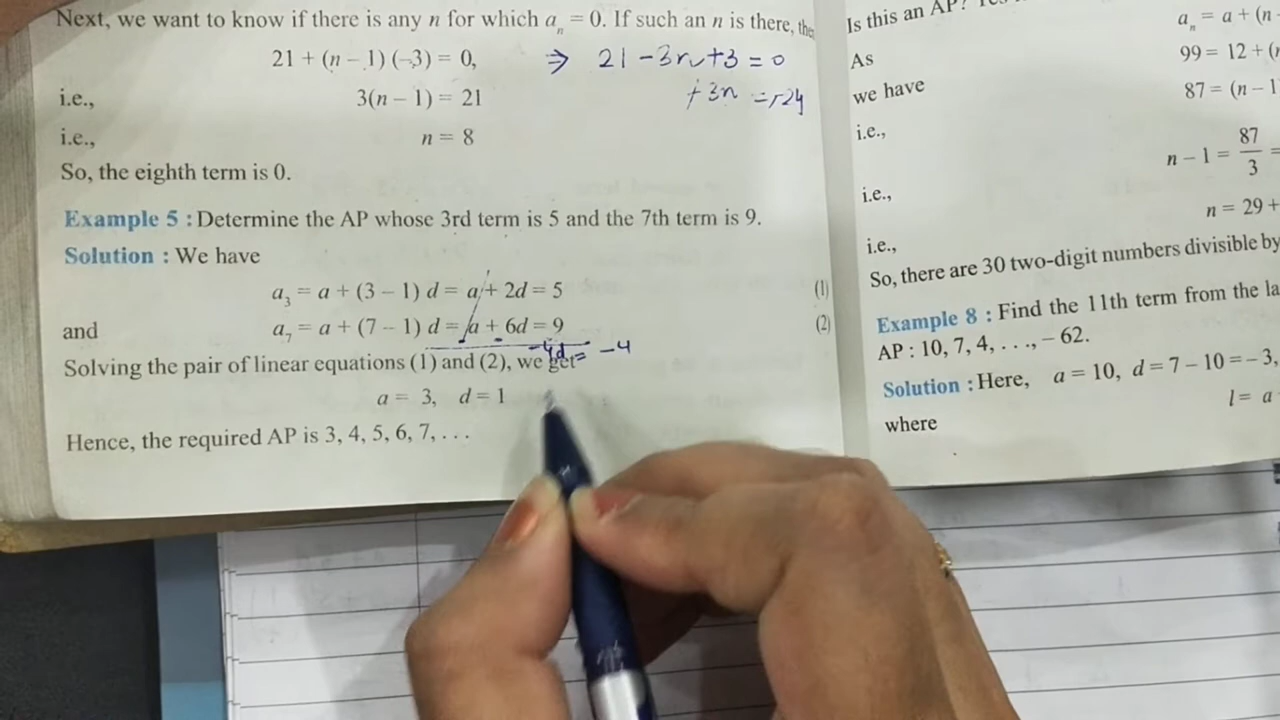 Next, we want to know if there is any n for which aₙ = 0. If such an n is there, the
21 + (n – 1) (–3) = 0, ⇒ 21 - 3n + 3 = 0
i.e., 3(n – 1) = 21 +3n = +24
i.e., n = 8
So, the eighth term is 0.
Example 5 : Determine the AP whose 3rd term is 5 and the 7th term is 9.
Solution : We have
a₃ = a + (3 – 1) d = a + 2d = 5 (1)
and a₇ = a + (7 – 1) d = a + 6d = 9 (2)
-4d = -4
Solving the pair of linear equations (1) and (2), we get
a = 3, d = 1
Hence, the required AP is 3, 4, 5, 6, 7, . . .
Is this an AP?
aₙ = a + (n -
As 99 = 12 + (n
we have 87 = (n – 1
i.e., n – 1 = 87/3 =
i.e., n = 29 +
i.e.,
So, there are 30 two-digit numbers divisible by
Example 8 : Find the 11th term from the la
AP : 10, 7, 4, . . ., – 62.
Solution : Here, a = 10, d = 7 – 10 = – 3,
where l = a